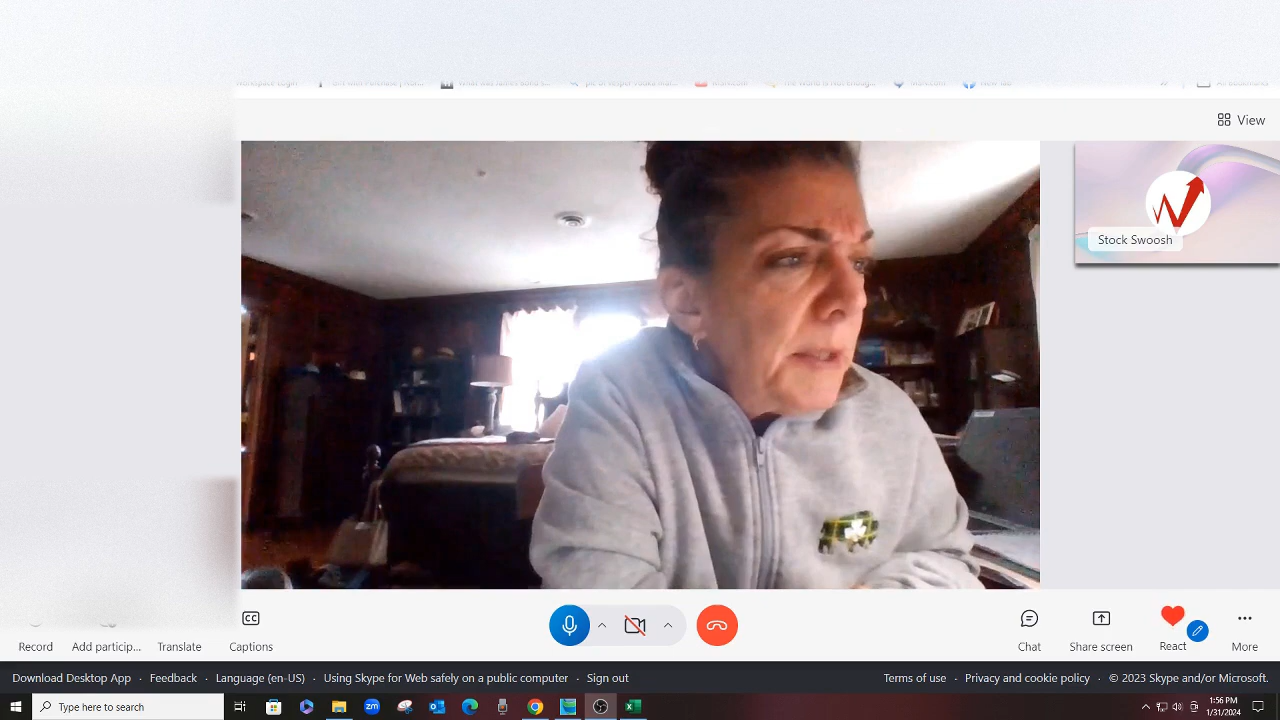 View
Stock Swoosh
CC
Record
Add particip...
Translate
Captions
Chat
Share screen
React
More
Download Desktop App · Feedback · Language (en-US) · Using Skype for Web safely on a public computer · Sign out
Terms of use · Privacy and cookie policy · © 2023 Skype and/or Microsoft.
Type here to search
zm
1:56 PM
1/31/2024